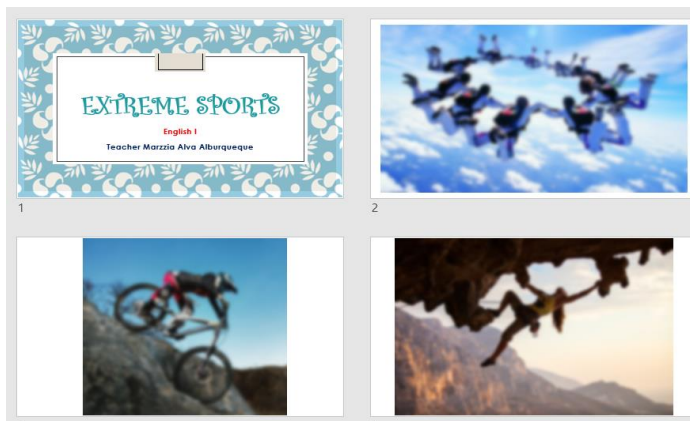 EXTREME SPORTS
English I
Teacher Marzzia Alva Alburqueque
1
2